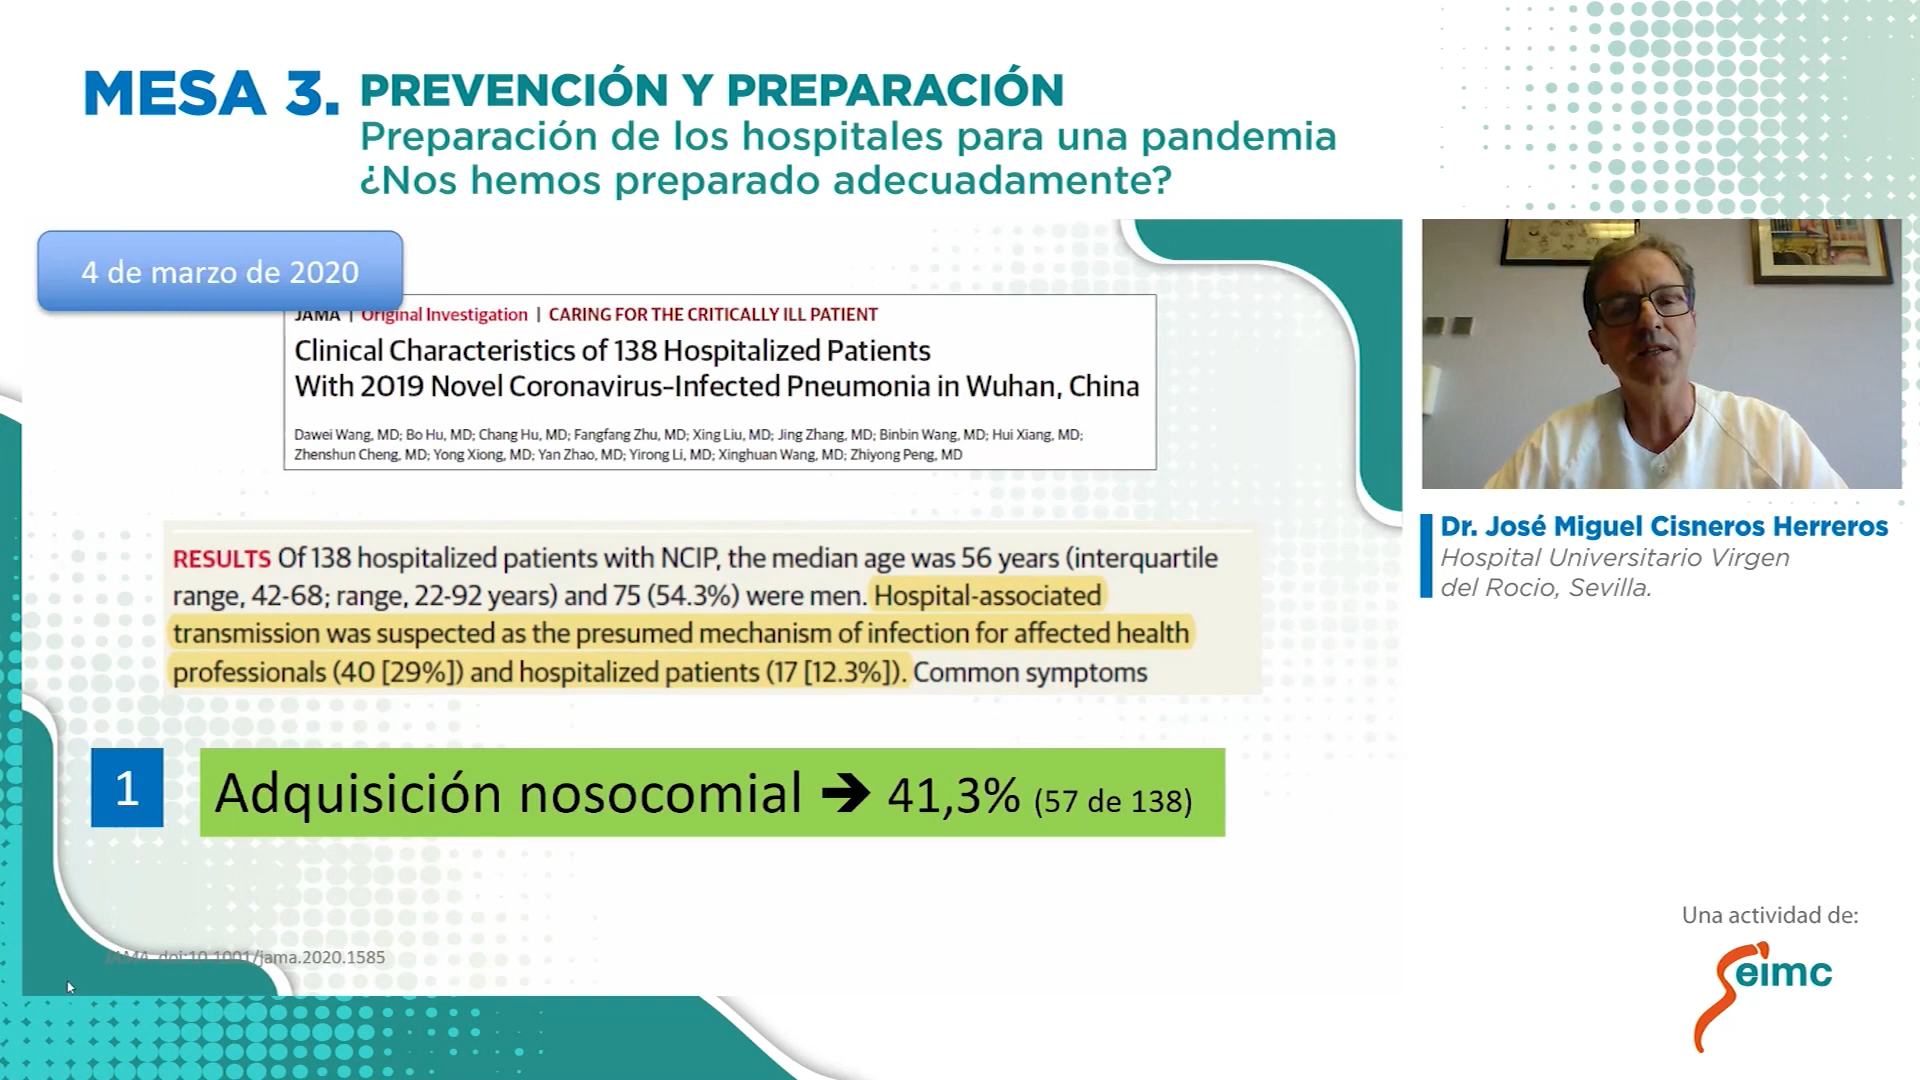 MESA 3. PREVENCIÓN Y PREPARACIÓN
Preparación de los hospitales para una pandemia
¿Nos hemos preparado adecuadamente?
4 de marzo de 2020
JAMA | Original Investigation | CARING FOR THE CRITICALLY ILL PATIENT
Clinical Characteristics of 138 Hospitalized Patients
With 2019 Novel Coronavirus–Infected Pneumonia in Wuhan, China
Dawei Wang, MD; Bo Hu, MD; Chang Hu, MD; Fangfang Zhu, MD; Xing Liu, MD; Jing Zhang, MD; Binbin Wang, MD; Hui Xiang, MD;
Zhenshun Cheng, MD; Yong Xiong, MD; Yan Zhao, MD; Yirong Li, MD; Xinghuan Wang, MD; Zhiyong Peng, MD
RESULTS Of 138 hospitalized patients with NCIP, the median age was 56 years (interquartile
range, 42-68; range, 22-92 years) and 75 (54.3%) were men. Hospital-associated
transmission was suspected as the presumed mechanism of infection for affected health
professionals (40 [29%]) and hospitalized patients (17 [12.3%]). Common symptoms
1
Adquisición nosocomial ➔ 41,3% (57 de 138)
JAMA. doi:10.1001/jama.2020.1585
Dr. José Miguel Cisneros Herreros
Hospital Universitario Virgen
del Rocio, Sevilla.
Una actividad de:
Seimc